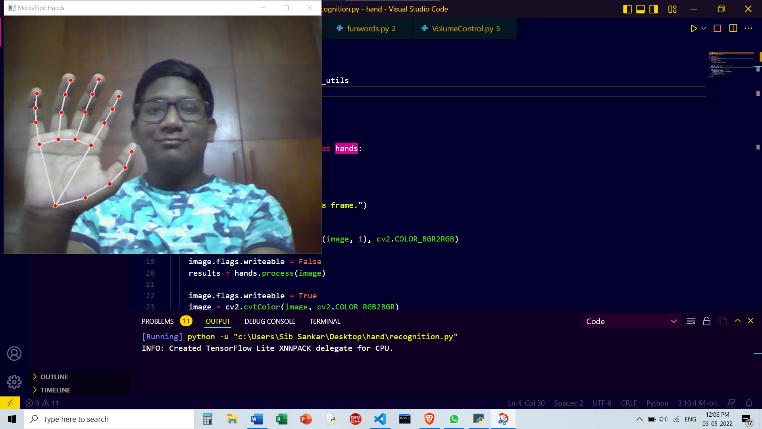 MediaPipe Hands
cognition.py - hand - Visual Studio Code
funwords.py 2
VolumeControl.py 5
_utils
as hands:
a frame.")
(image, 1), cv2.COLOR_BGR2RGB)
19 image.flags.writeable = False
20 results = hands.process(image)
21
22 image.flags.writeable = True
23 image = cv2.cvtColor(image, cv2.COLOR_RGB2BGR)
PROBLEMS 11 OUTPUT DEBUG CONSOLE TERMINAL
Code
[Running] python -u "c:\Users\Sib Sankar\Desktop\hand\recognition.py"
INFO: Created TensorFlow Lite XNNPACK delegate for CPU.
OUTLINE
TIMELINE
0 11
Ln 4, Col 30 Spaces: 2 UTF-8 CRLF Python 3.10.4 64-bit
Type here to search
DEV C++
ENG
12:06 PM
03-05-2022